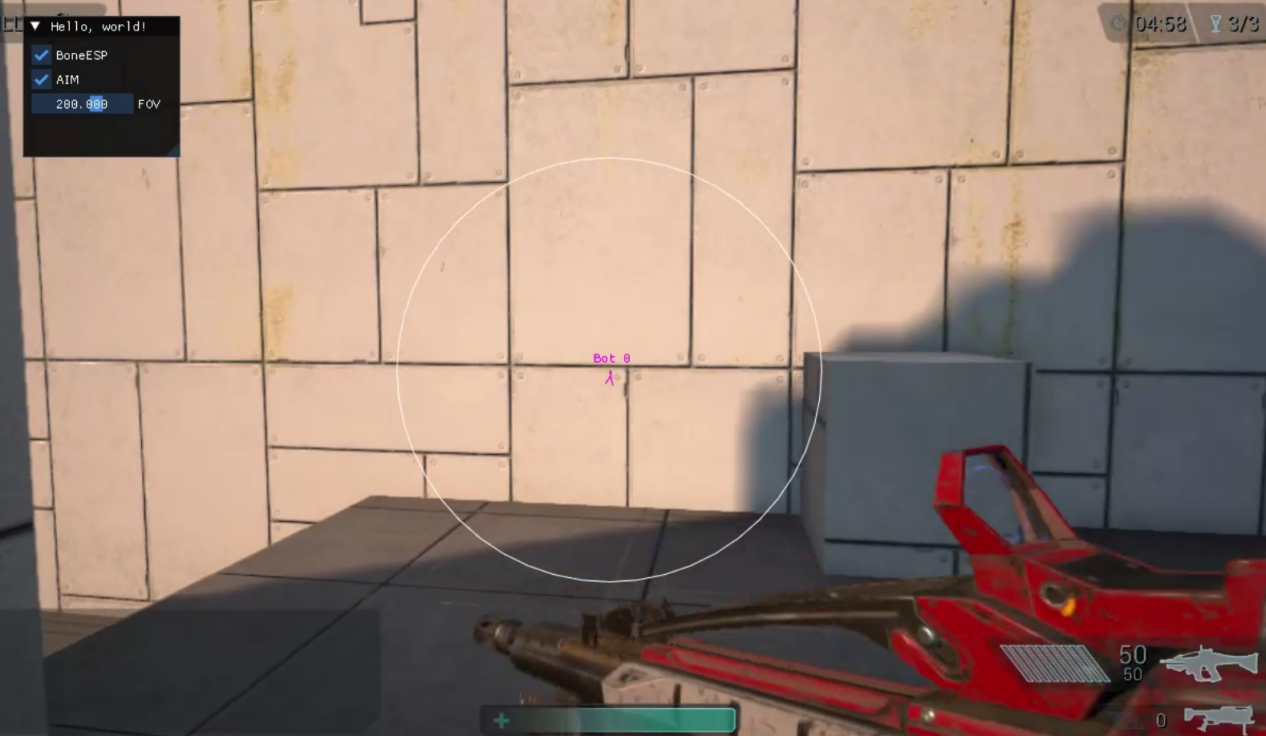 Hello, world!
BoneESP
AIM
200.000 FOV
04:58 3/3
Bot 0
50
50
0